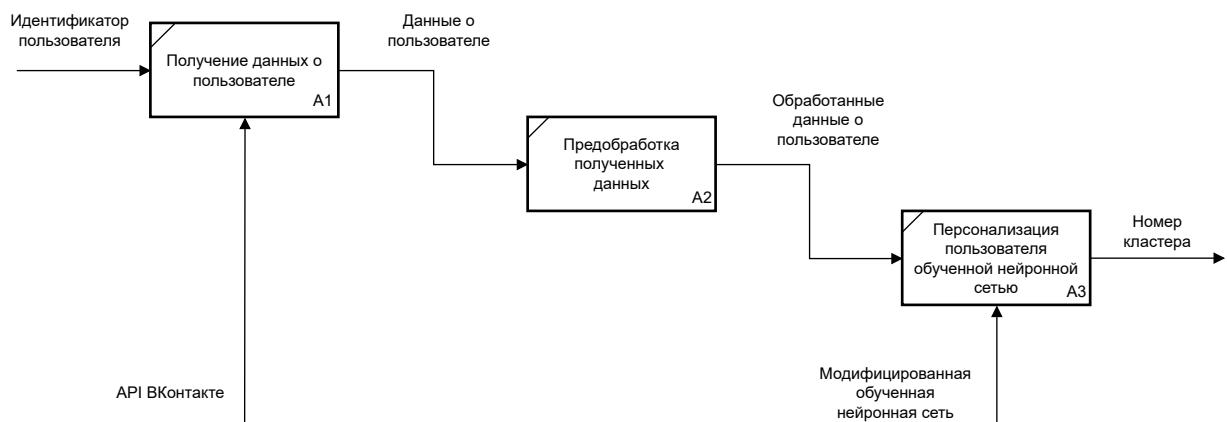 Идентификатор
пользователя
Получение данных о
пользователе
A1
Данные о
пользователе
Предобработка
полученных
данных
A2
Обработанные
данные о
пользователе
Персонализация
пользователя
обученной нейронной
сетью
A3
Номер
кластера
API ВКонтакте
Модифицированная
обученная
нейронная сеть